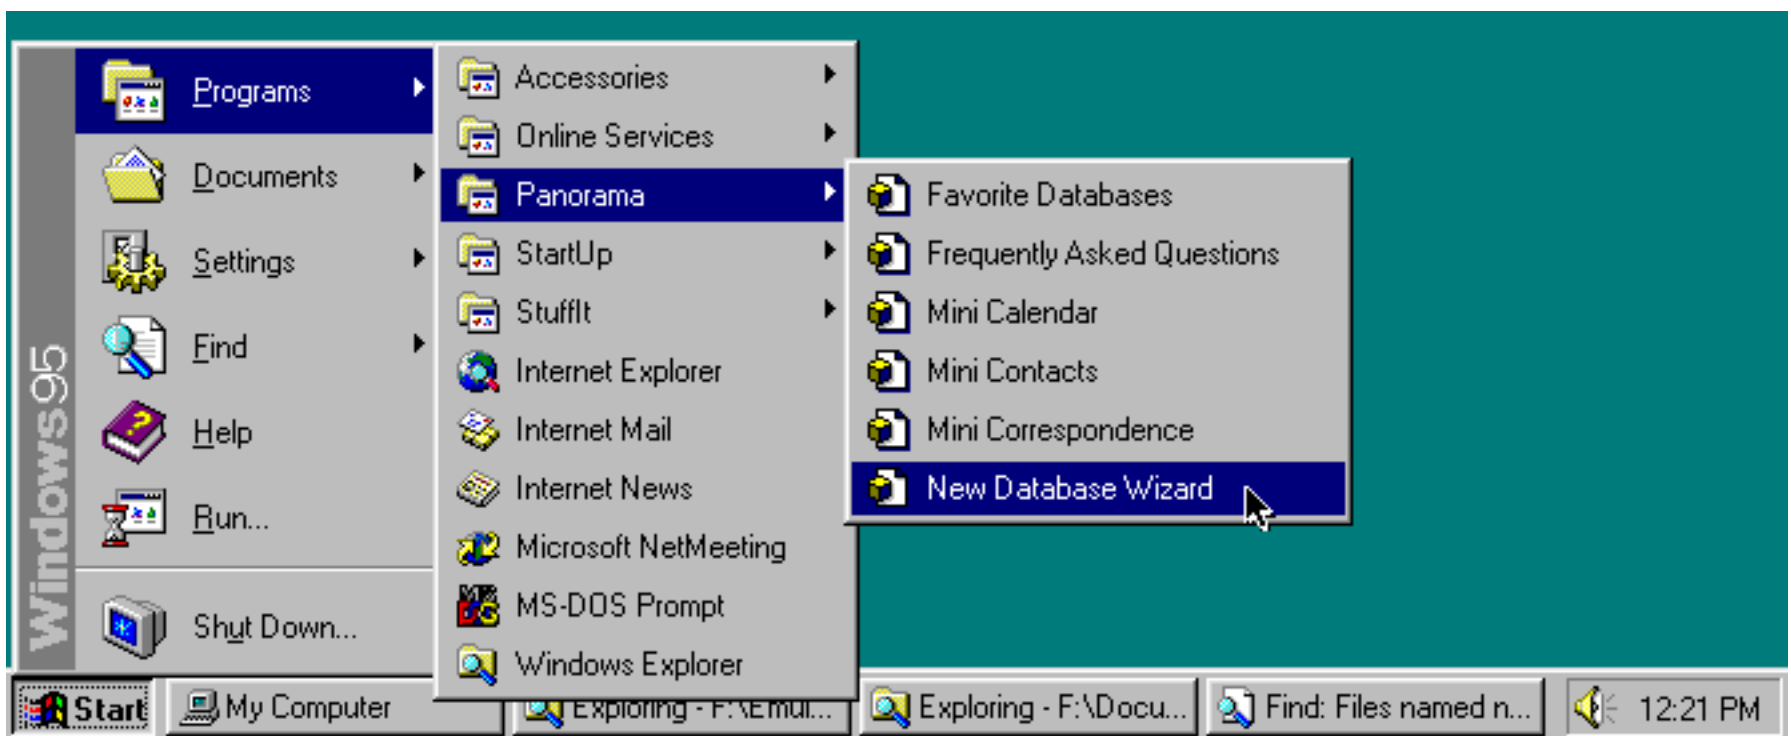 Windows95
Programs
Documents
Settings
Find
Help
Run...
Shut Down...
Accessories
Online Services
Panorama
StartUp
StuffIt
Internet Explorer
Internet Mail
Internet News
Microsoft NetMeeting
MS-DOS Prompt
Windows Explorer
Favorite Databases
Frequently Asked Questions
Mini Calendar
Mini Contacts
Mini Correspondence
New Database Wizard
Start
My Computer
Exploring - F:\Emul...
Exploring - F:\Docu...
Find: Files named n...
12:21 PM